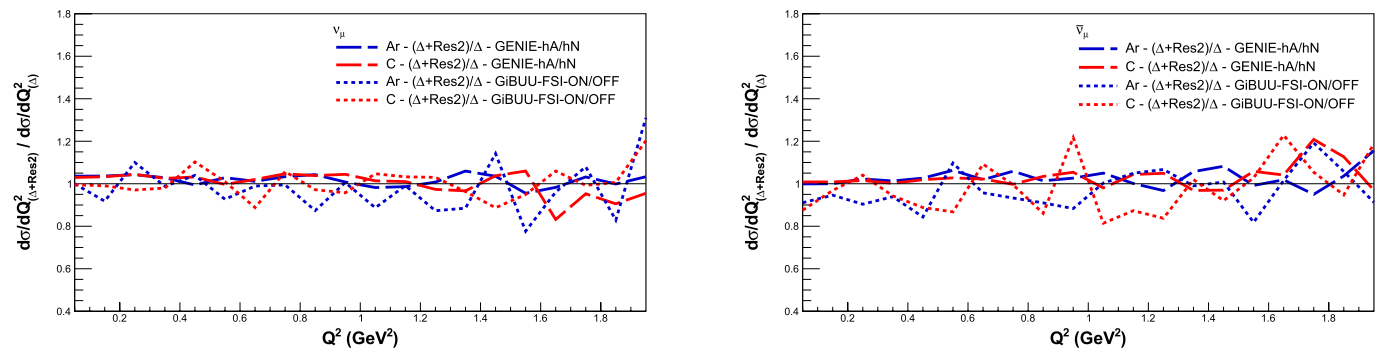 1.8
1.6
1.4
1.2
1
0.8
0.6
0.4
dσ/dQ²(Δ+Res2) / dσ/dQ²(Δ)
ν_μ
Ar - (Δ+Res2)/Δ - GENIE-hA/hN
C - (Δ+Res2)/Δ - GENIE-hA/hN
Ar - (Δ+Res2)/Δ - GiBUU-FSI-ON/OFF
C - (Δ+Res2)/Δ - GiBUU-FSI-ON/OFF
0.2 0.4 0.6 0.8 1 1.2 1.4 1.6 1.8
Q² (GeV²)
1.8
1.6
1.4
1.2
1
0.8
0.6
0.4
dσ/dQ²(Δ+Res2) / dσ/dQ²(Δ)
ν̅_μ
Ar - (Δ+Res2)/Δ - GENIE-hA/hN
C - (Δ+Res2)/Δ - GENIE-hA/hN
Ar - (Δ+Res2)/Δ - GiBUU-FSI-ON/OFF
C - (Δ+Res2)/Δ - GiBUU-FSI-ON/OFF
0.2 0.4 0.6 0.8 1 1.2 1.4 1.6 1.8
Q² (GeV²)